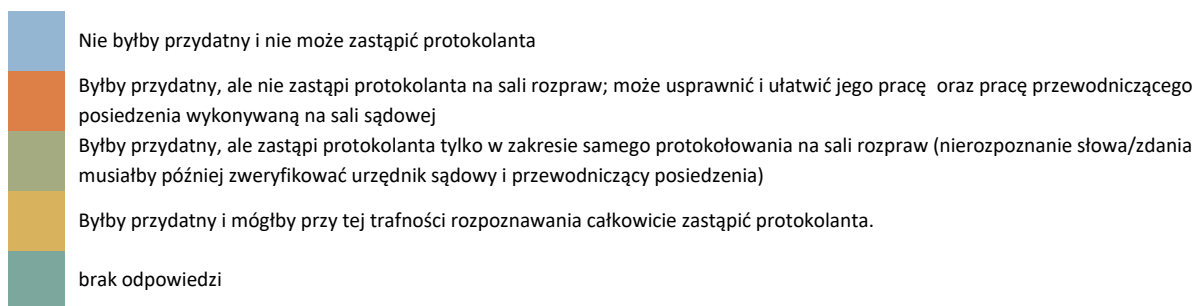 Nie byłby przydatny i nie może zastąpić protokolanta
Byłby przydatny, ale nie zastąpi protokolanta na sali rozpraw; może usprawnić i ułatwić jego pracę oraz pracę przewodniczącego
posiedzenia wykonywaną na sali sądowej
Byłby przydatny, ale zastąpi protokolanta tylko w zakresie samego protokołowania na sali rozpraw (nierozpoznanie słowa/zdania
musiałby później zweryfikować urzędnik sądowy i przewodniczący posiedzenia)
Byłby przydatny i mógłby przy tej trafności rozpoznawania całkowicie zastąpić protokolanta.
brak odpowiedzi